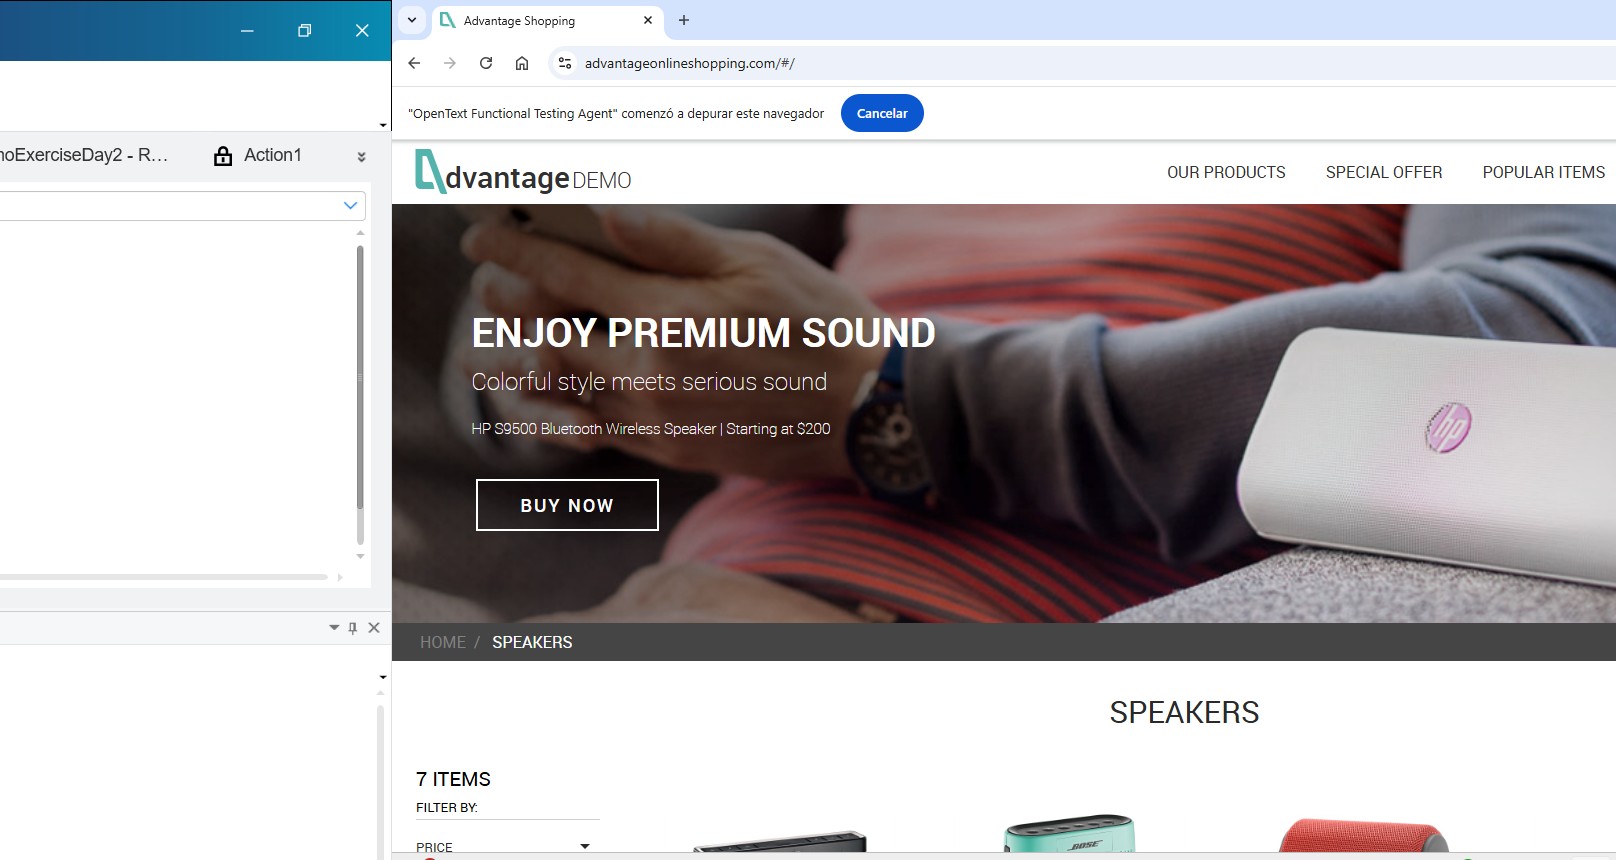 Advantage Shopping
advantageonlineshopping.com/#/
"OpenText Functional Testing Agent" comenzó a depurar este navegador
Cancelar
noExerciseDay2 - R...
Action1
dvantage DEMO
OUR PRODUCTS
SPECIAL OFFER
POPULAR ITEMS
ENJOY PREMIUM SOUND
Colorful style meets serious sound
HP S9500 Bluetooth Wireless Speaker | Starting at $200
hp
BUY NOW
HOME / SPEAKERS
SPEAKERS
7 ITEMS
FILTER BY:
PRICE
BOSE